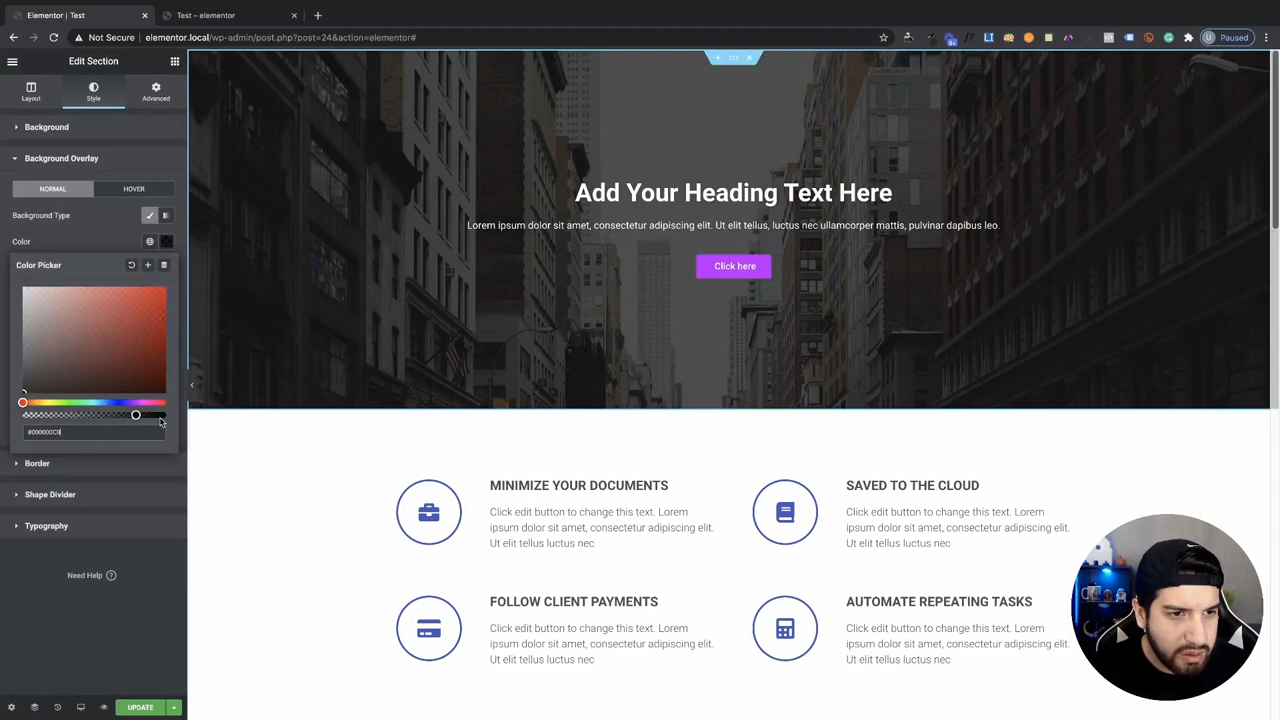 Elementor | Test
Test – elementor
Not Secure
elementor.local/wp-admin/post.php?post=24&action=elementor#
U Paused
Edit Section
Layout
Style
Advanced
Background
Background Overlay
NORMAL
HOVER
Background Type
Color
Color Picker
#000000C9
Border
Shape Divider
Typography
Need Help
UPDATE
Add Your Heading Text Here
Lorem ipsum dolor sit amet, consectetur adipiscing elit. Ut elit tellus, luctus nec ullamcorper mattis, pulvinar dapibus leo.
Click here
MINIMIZE YOUR DOCUMENTS
Click edit button to change this text. Lorem
ipsum dolor sit amet, consectetur adipiscing elit.
Ut elit tellus luctus nec
SAVED TO THE CLOUD
Click edit button to change this text. Lorem
ipsum dolor sit amet, consectetur adipiscing elit.
Ut elit tellus luctus nec
FOLLOW CLIENT PAYMENTS
Click edit button to change this text. Lorem
ipsum dolor sit amet, consectetur adipiscing elit.
Ut elit tellus luctus nec
AUTOMATE REPEATING TASKS
Click edit button to change this text. Lorem
ipsum dolor sit amet, consectetur adipiscing elit.
Ut elit tellus luctus nec